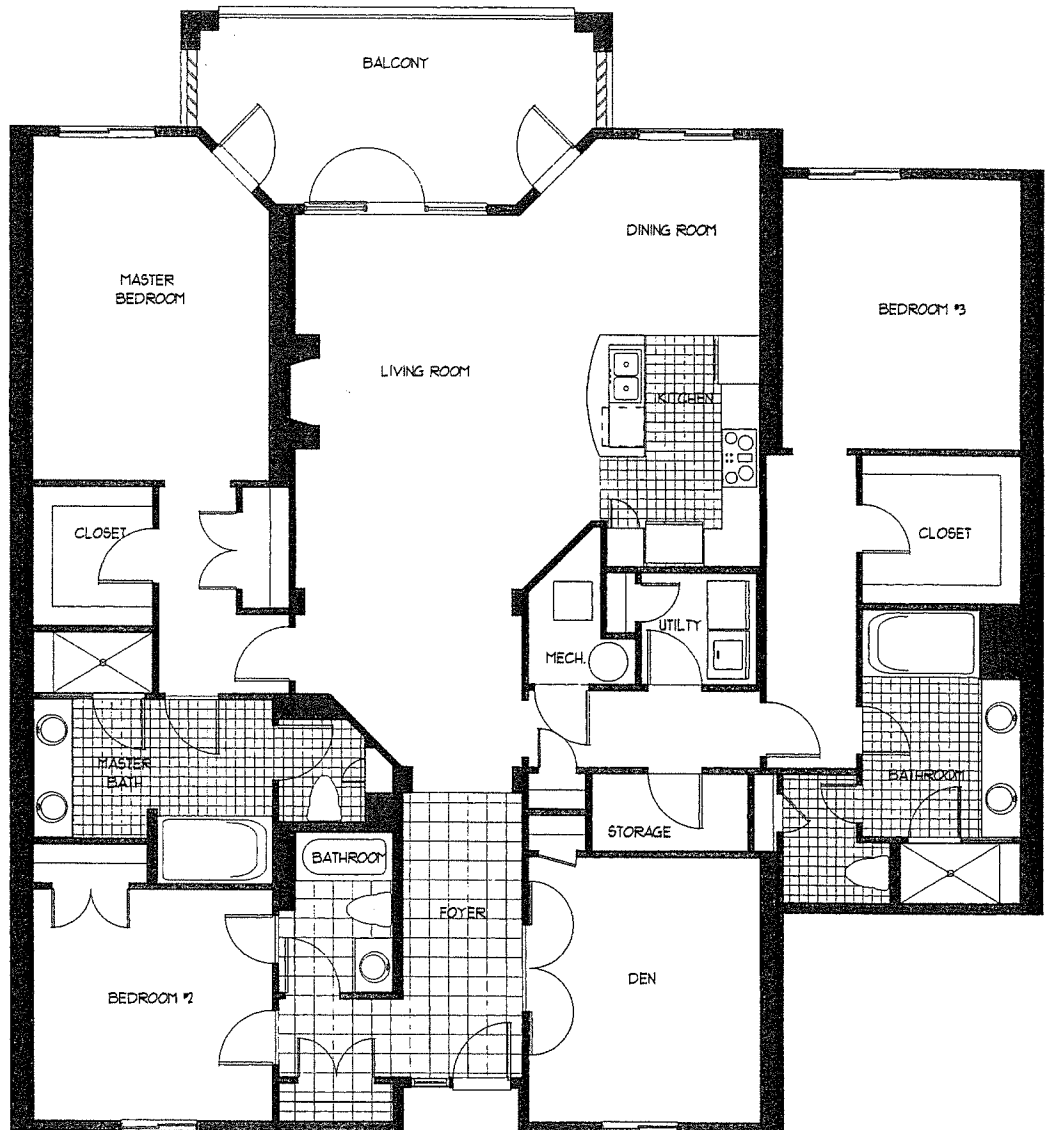 BALCONY
DINING ROOM
MASTER
BEDROOM
BEDROOM #3
LIVING ROOM
KITCHEN
CLOSET
CLOSET
UTILTY
MECH.
MASTER
BATH
BATHROOM
STORAGE
BATHROOM
FOYER
DEN
BEDROOM #2